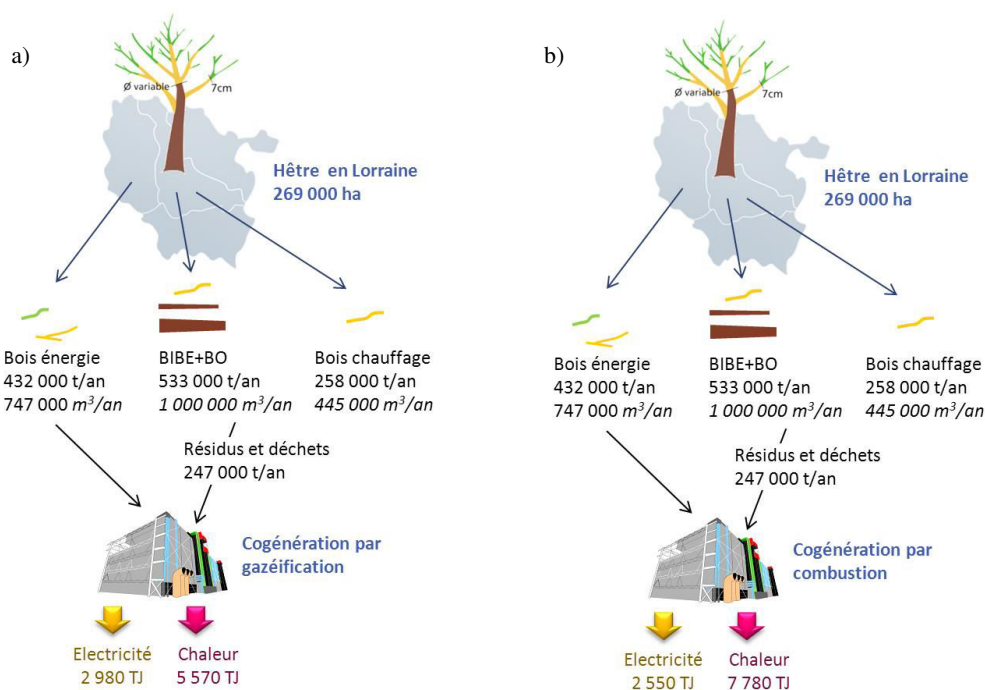 a)
Ø variable
7cm
Hêtre en Lorraine
269 000 ha
Bois énergie
432 000 t/an
747 000 m³/an
BIBE+BO
533 000 t/an
1 000 000 m³/an
Bois chauffage
258 000 t/an
445 000 m³/an
Résidus et déchets
247 000 t/an
Cogénération par
gazéification
Electricité
2 980 TJ
Chaleur
5 570 TJ
b)
Ø variable
7cm
Hêtre en Lorraine
269 000 ha
Bois énergie
432 000 t/an
747 000 m³/an
BIBE+BO
533 000 t/an
1 000 000 m³/an
Bois chauffage
258 000 t/an
445 000 m³/an
Résidus et déchets
247 000 t/an
Cogénération par
combustion
Electricité
2 550 TJ
Chaleur
7 780 TJ